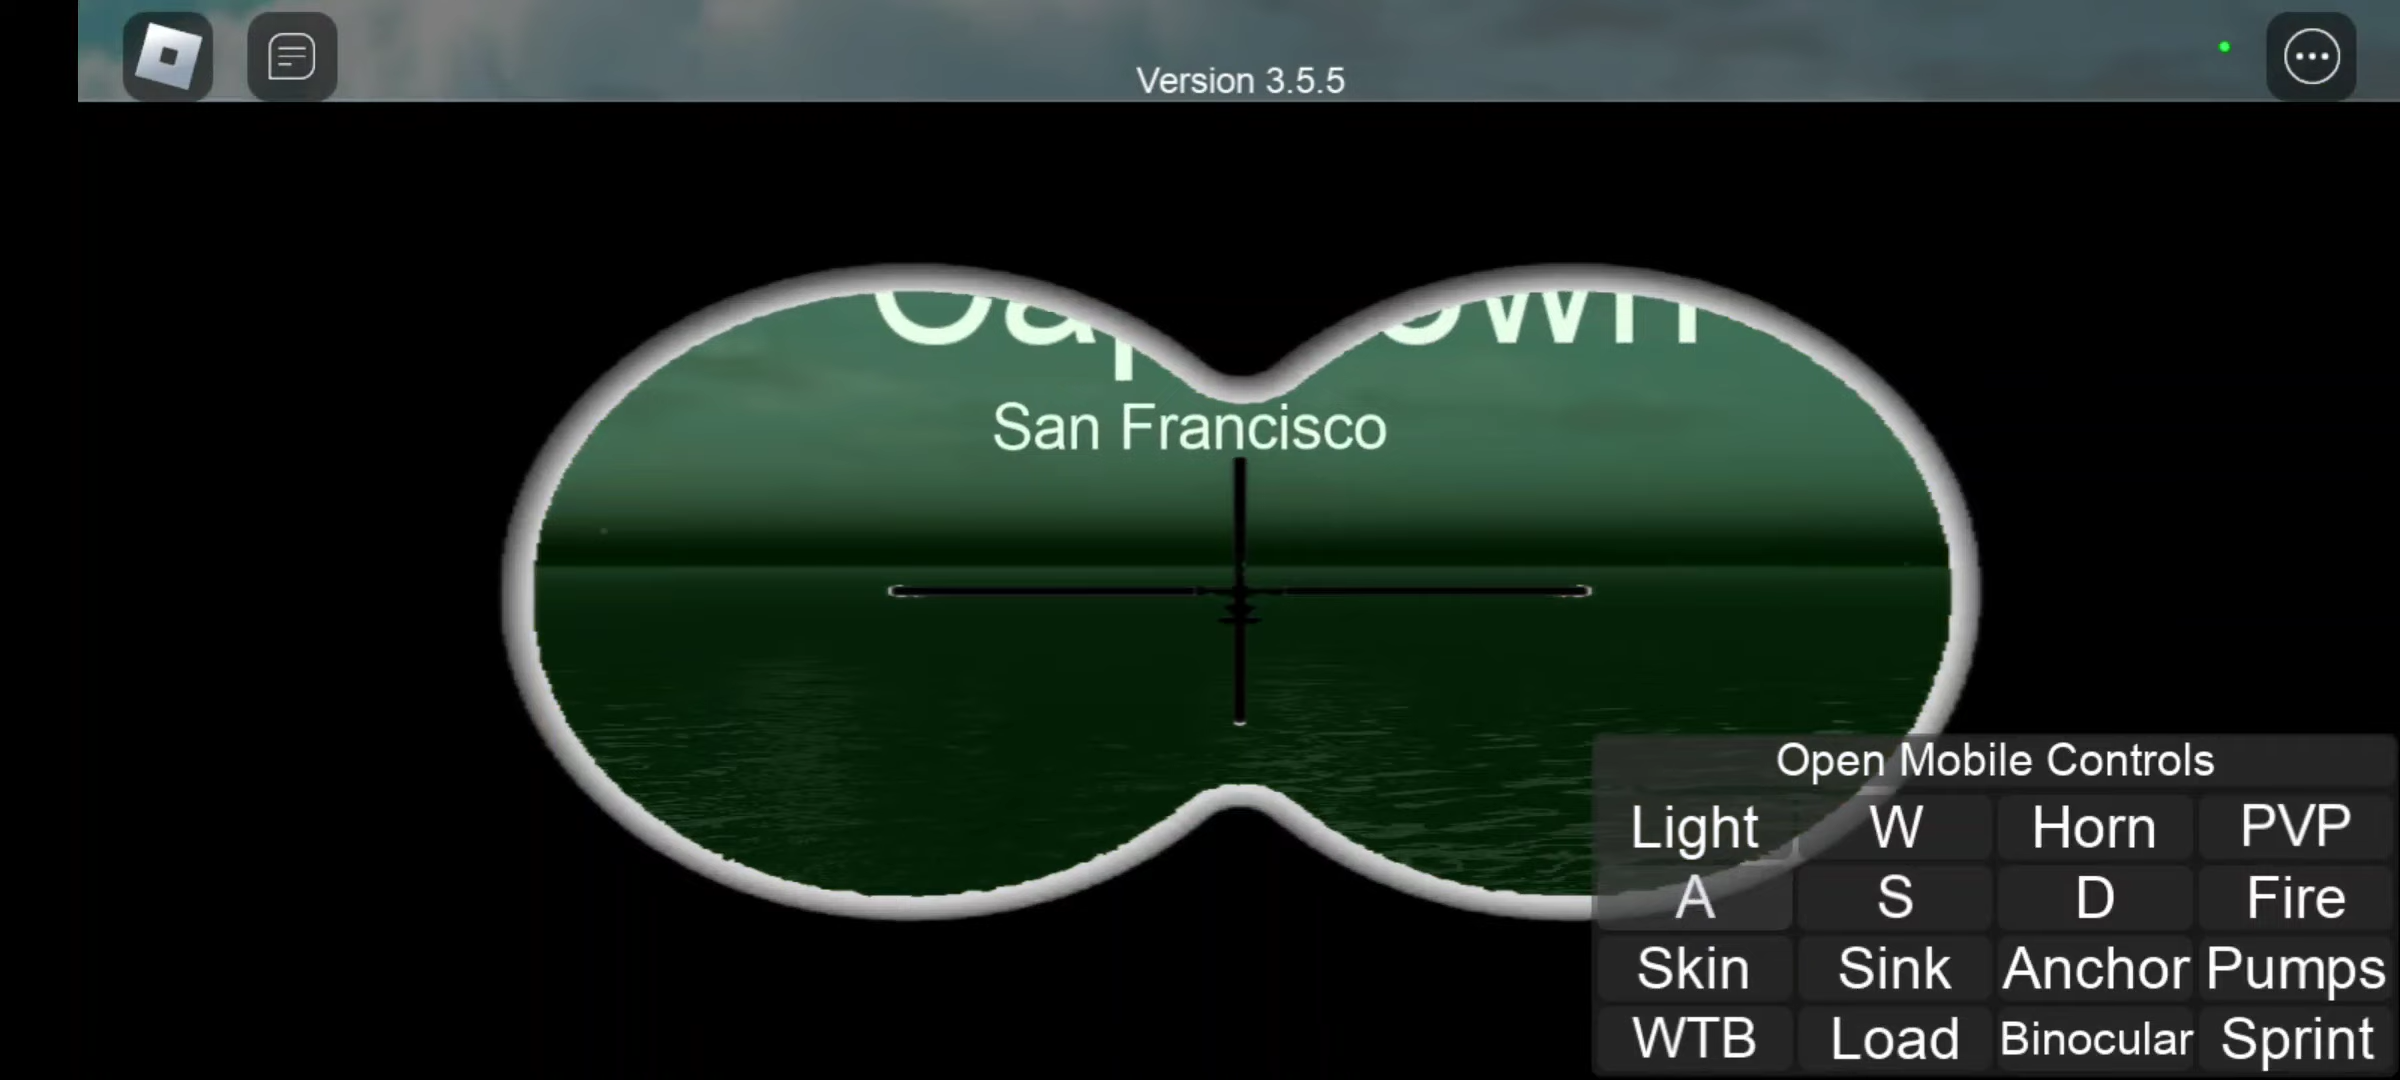 Version 3.5.5
San Francisco
Open Mobile Controls
Light W Horn PVP
A S D Fire
Skin Sink Anchor Pumps
WTB Load Binocular Sprint